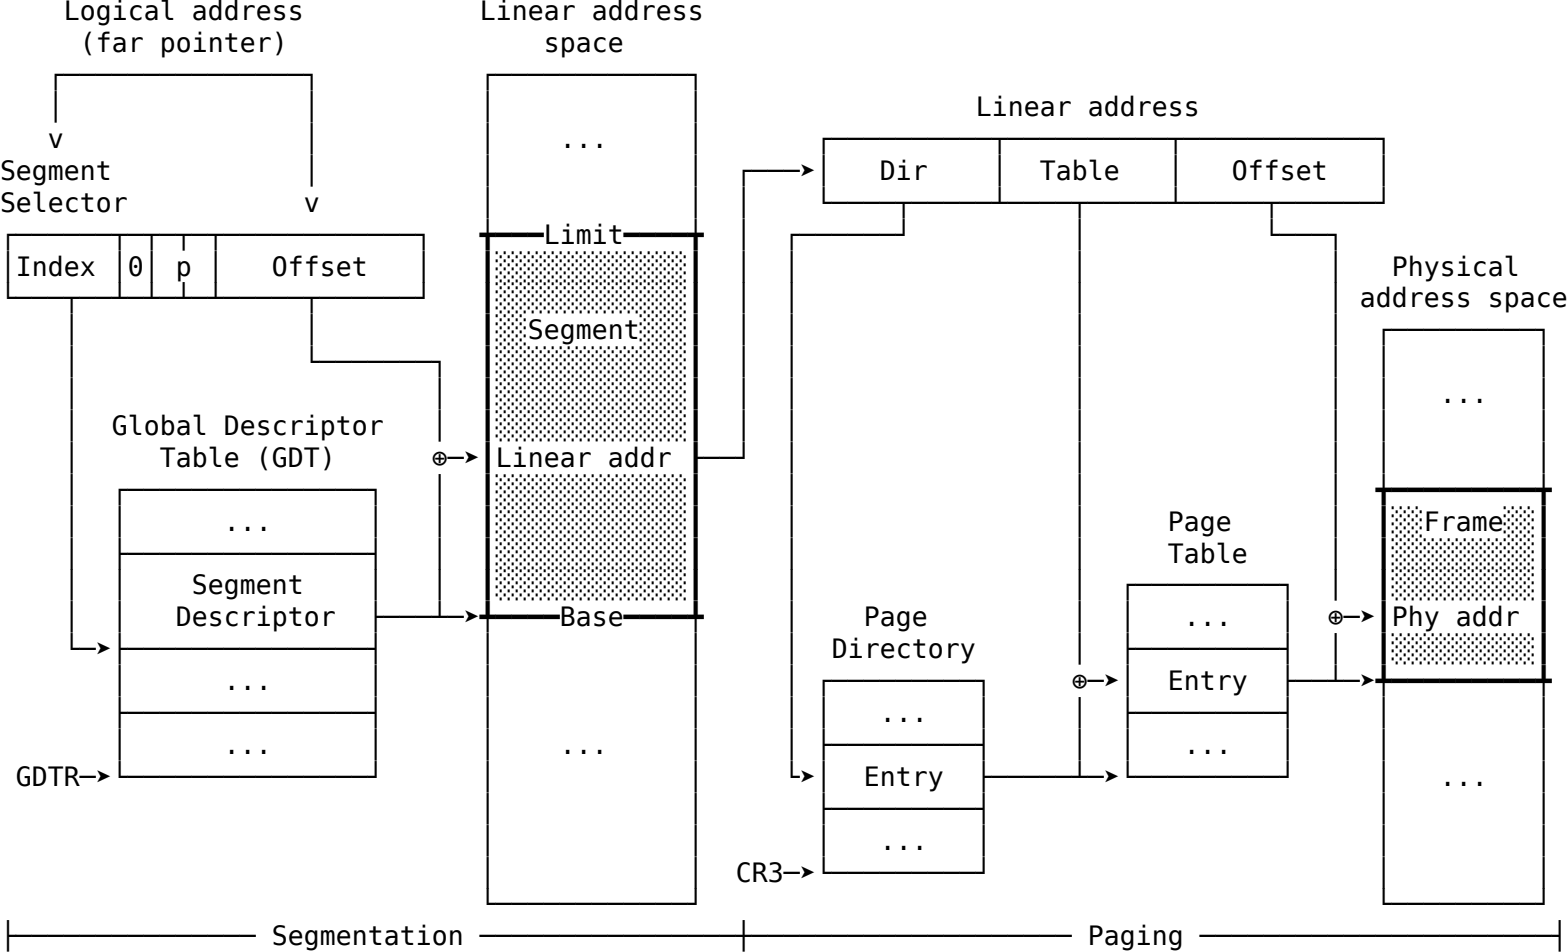 Logical address
(far pointer)
v
Segment
Selector
v
Index 0 p Offset
Global Descriptor
Table (GDT)
...
Segment
Descriptor
...
...
GDTR
Linear address
space
...
Limit
Segment
Linear addr
Base
...
Linear address
Dir Table Offset
Page
Directory
...
Entry
...
CR3
Page
Table
...
Entry
...
Physical
address space
...
Frame
Phy addr
...
Segmentation
Paging